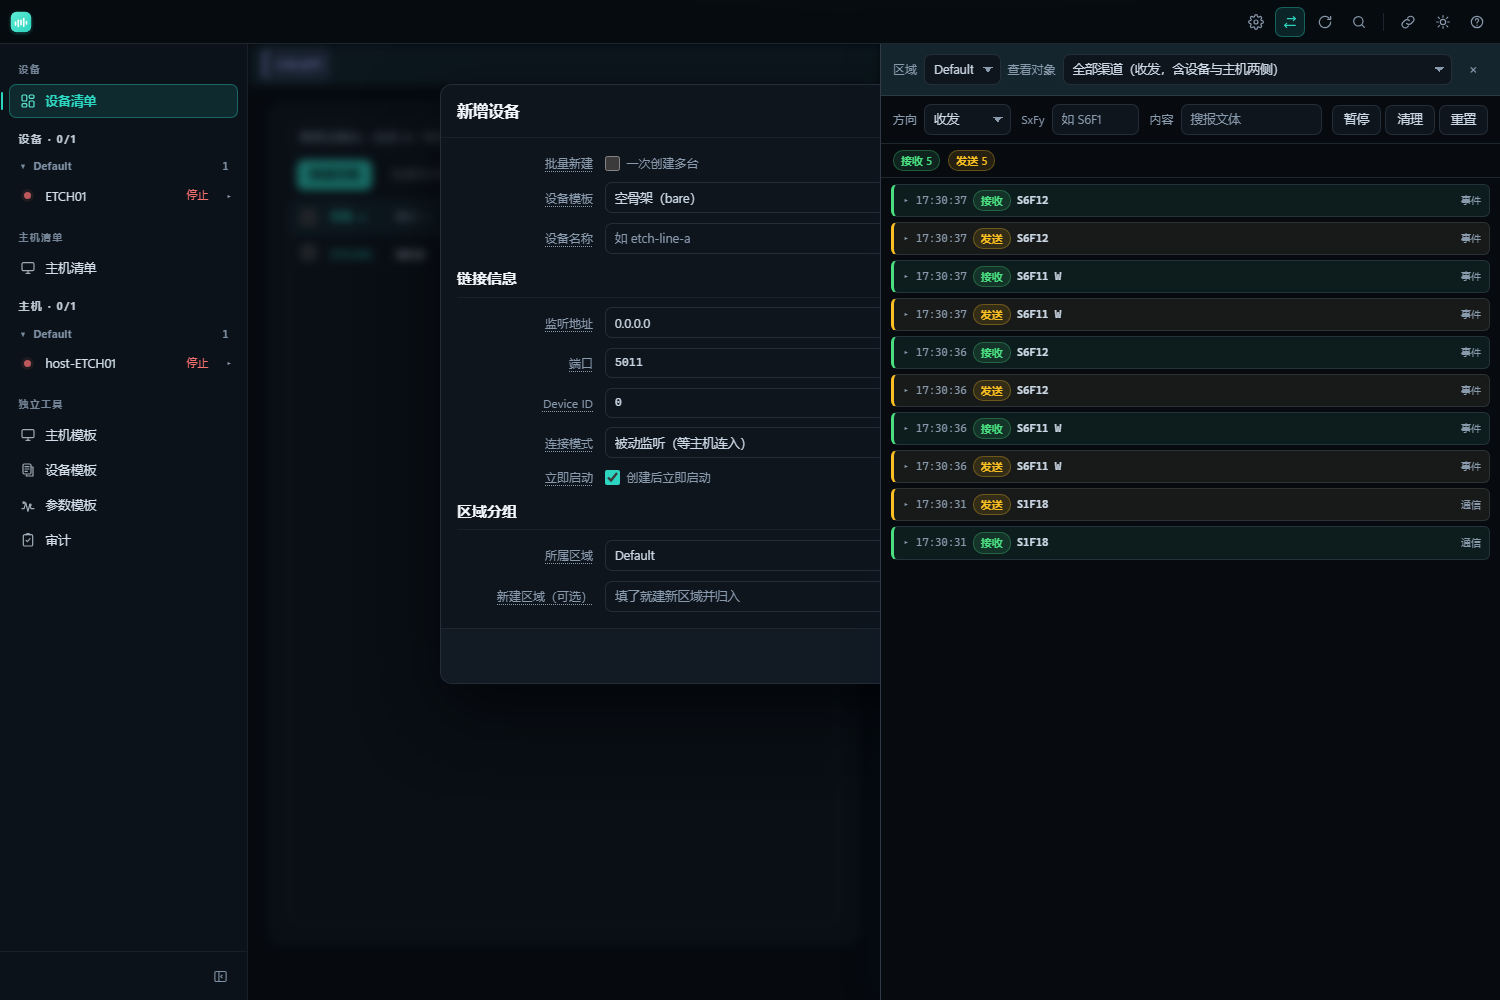 设备
设备清单
设备 · 0/1
Default 1
ETCH01 停止
主机清单
主机清单
主机 · 0/1
Default 1
host-ETCH01 停止
独立工具
主机模板
设备模板
参数模板
审计
新增设备
批量新建 一次创建多台
设备模板 空骨架（bare）
设备名称 如 etch-line-a
链接信息
监听地址 0.0.0.0
端口 5011
Device ID 0
连接模式 被动监听（等主机连入）
立即启动 创建后立即启动
区域分组
所属区域 Default
新建区域（可选） 填了就建新区域并归入
区域 Default 查看对象 全部渠道（收发，含设备与主机两侧） ×
方向 收发 SxFy 如 S6F1 内容 搜报文体 暂停 清理 重置
接收 5 发送 5
17:30:37 接收 S6F12 事件
17:30:37 发送 S6F12 事件
17:30:37 接收 S6F11 W 事件
17:30:37 发送 S6F11 W 事件
17:30:36 接收 S6F12 事件
17:30:36 发送 S6F12 事件
17:30:36 接收 S6F11 W 事件
17:30:36 发送 S6F11 W 事件
17:30:31 发送 S1F18 通信
17:30:31 接收 S1F18 通信